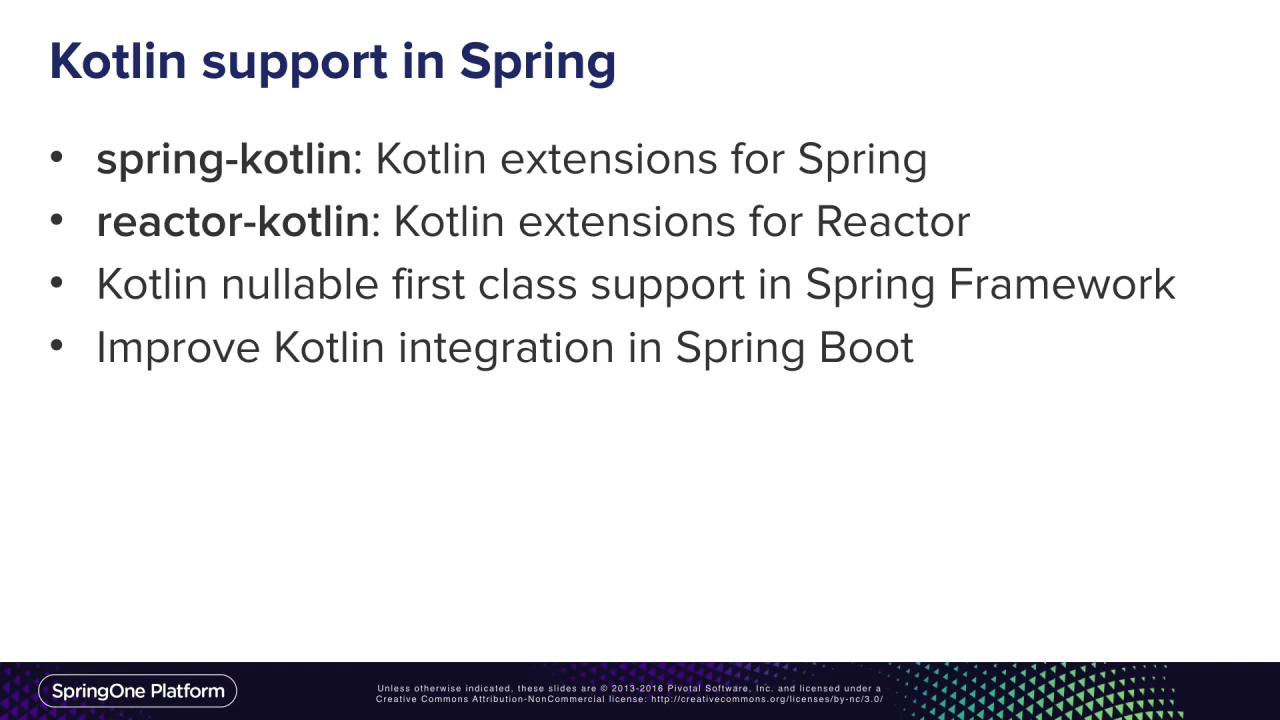 Kotlin support in Spring
• spring-kotlin: Kotlin extensions for Spring
• reactor-kotlin: Kotlin extensions for Reactor
• Kotlin nullable first class support in Spring Framework
• Improve Kotlin integration in Spring Boot
SpringOne Platform
Unless otherwise indicated, these slides are © 2013-2016 Pivotal Software, Inc. and licensed under a
Creative Commons Attribution-NonCommercial license: http://creativecommons.org/licenses/by-nc/3.0/